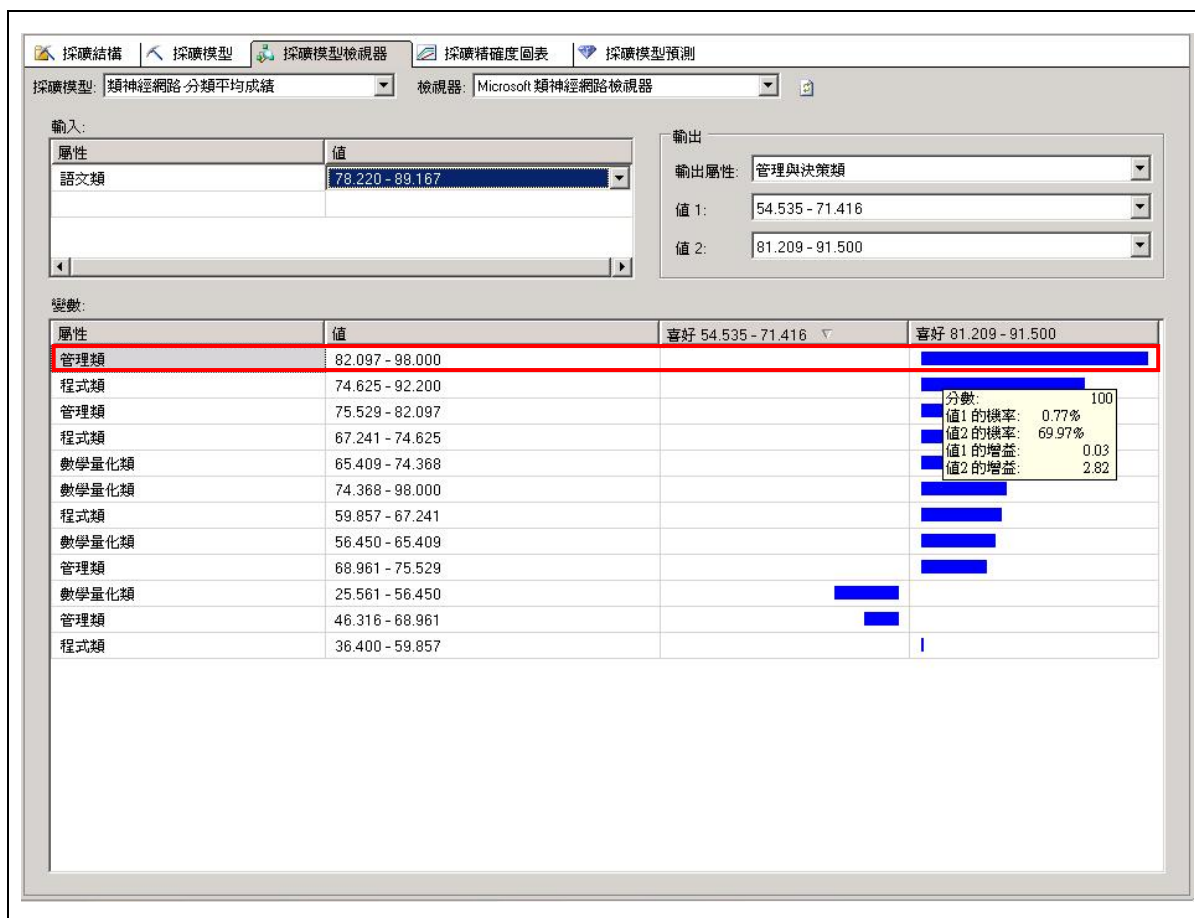 採礦結構 採礦模型 採礦模型檢視器 採礦精確度圖表 採礦模型預測
採礦模型: 類神經網路-分類平均成績 檢視器: Microsoft 類神經網路檢視器
輸入:
屬性 值
語文類 78.220 - 89.167
輸出
輸出屬性: 管理與決策類
值 1: 54.535 - 71.416
值 2: 81.209 - 91.500
變數:
屬性 值 喜好 54.535 - 71.416 喜好 81.209 - 91.500
管理類 82.097 - 98.000
程式類 74.625 - 92.200
管理類 75.529 - 82.097
程式類 67.241 - 74.625
數學量化類 65.409 - 74.368
數學量化類 74.368 - 98.000
程式類 59.857 - 67.241
數學量化類 56.450 - 65.409
管理類 68.961 - 75.529
數學量化類 25.561 - 56.450
管理類 46.316 - 68.961
程式類 36.400 - 59.857
分數: 100
值1 的機率: 0.77%
值2 的機率: 69.97%
值1 的增益: 0.03
值2 的增益: 2.82